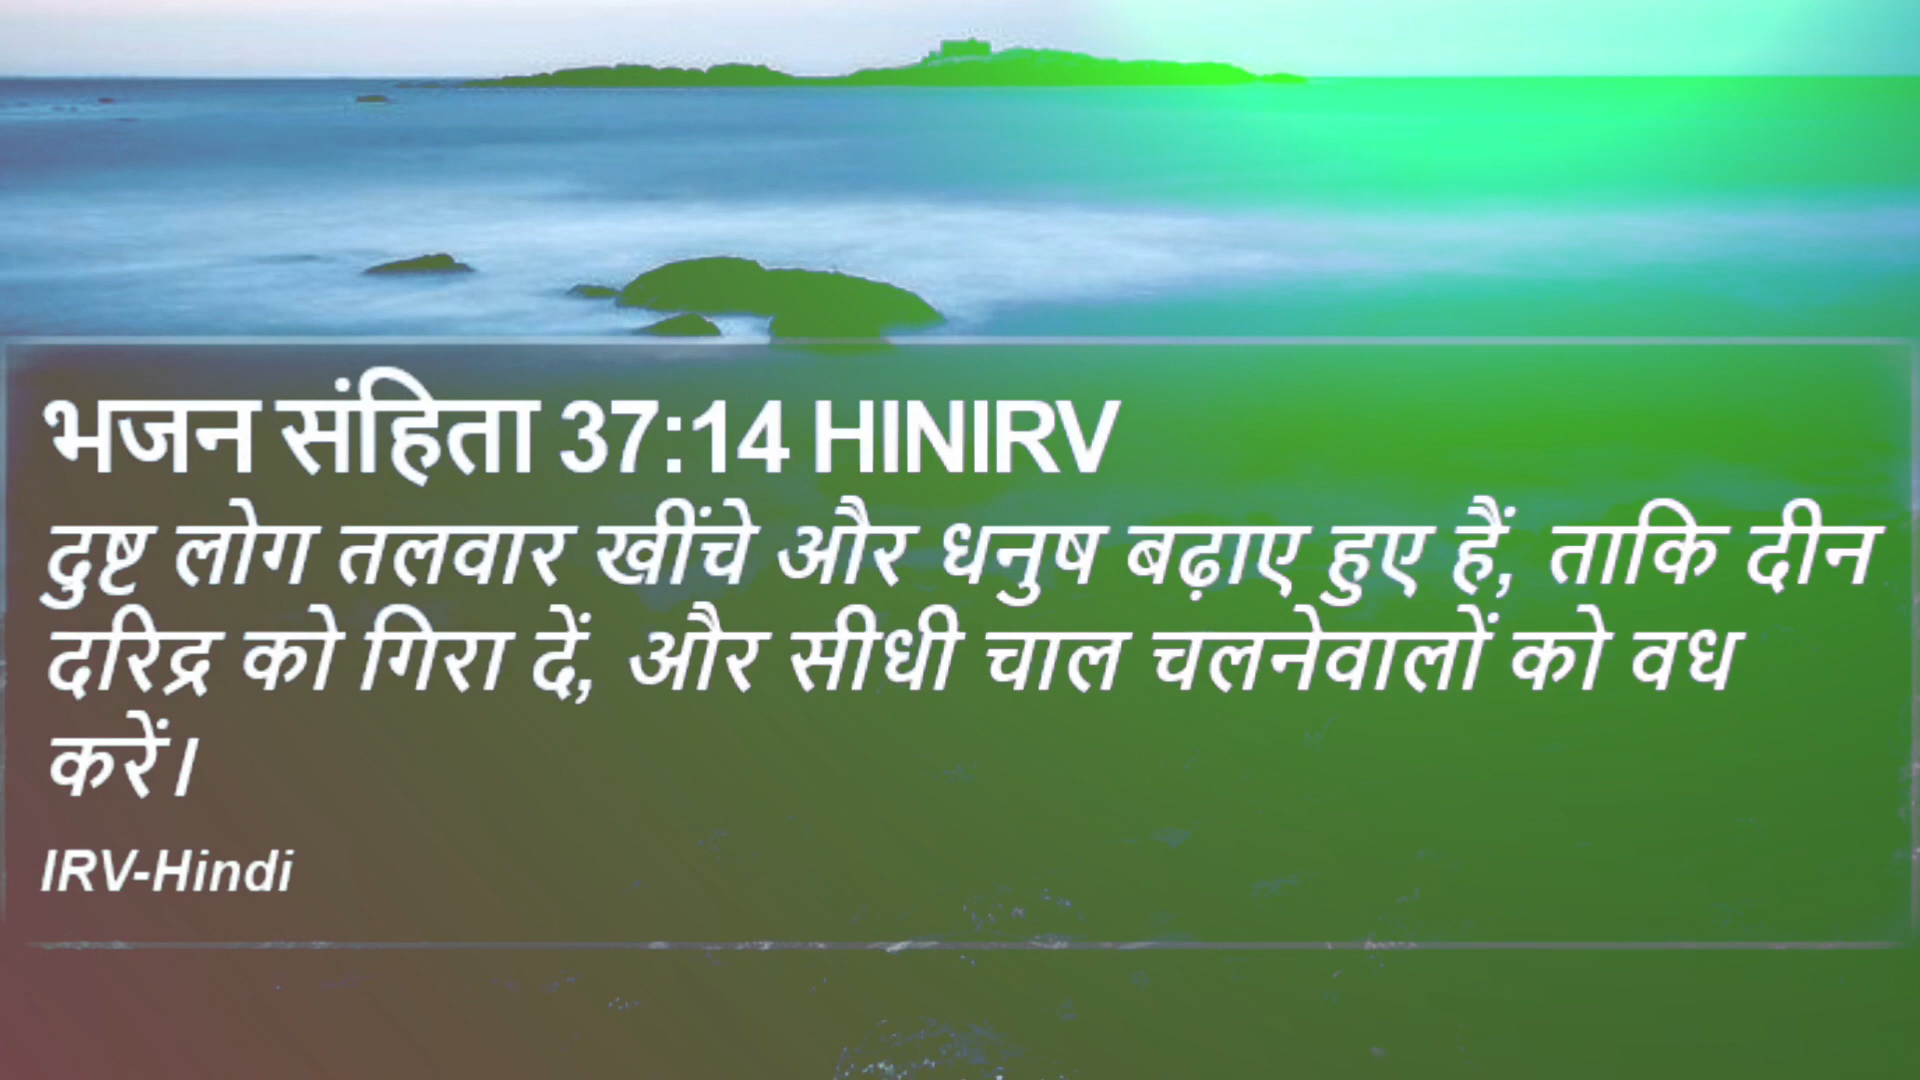 भजन संहिता 37:14 HINIRV
दुष्ट लोग तलवार खींचे और धनुष बढ़ाए हुए हैं, ताकि दीन
दरिद्र को गिरा दें, और सीधी चाल चलनेवालों को वध
करें।
IRV-Hindi